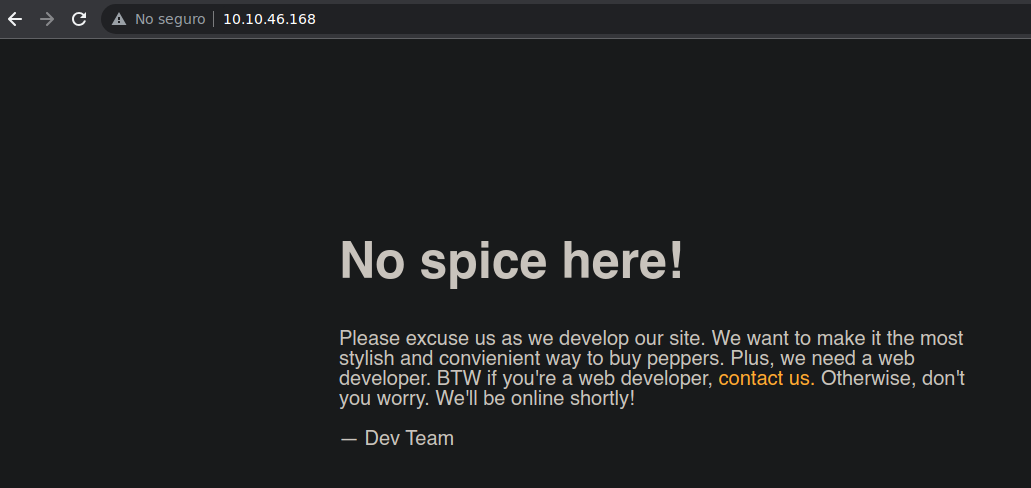 No seguro 10.10.46.168
No spice here!
Please excuse us as we develop our site. We want to make it the most
stylish and convienient way to buy peppers. Plus, we need a web
developer. BTW if you're a web developer, contact us. Otherwise, don't
you worry. We'll be online shortly!
— Dev Team